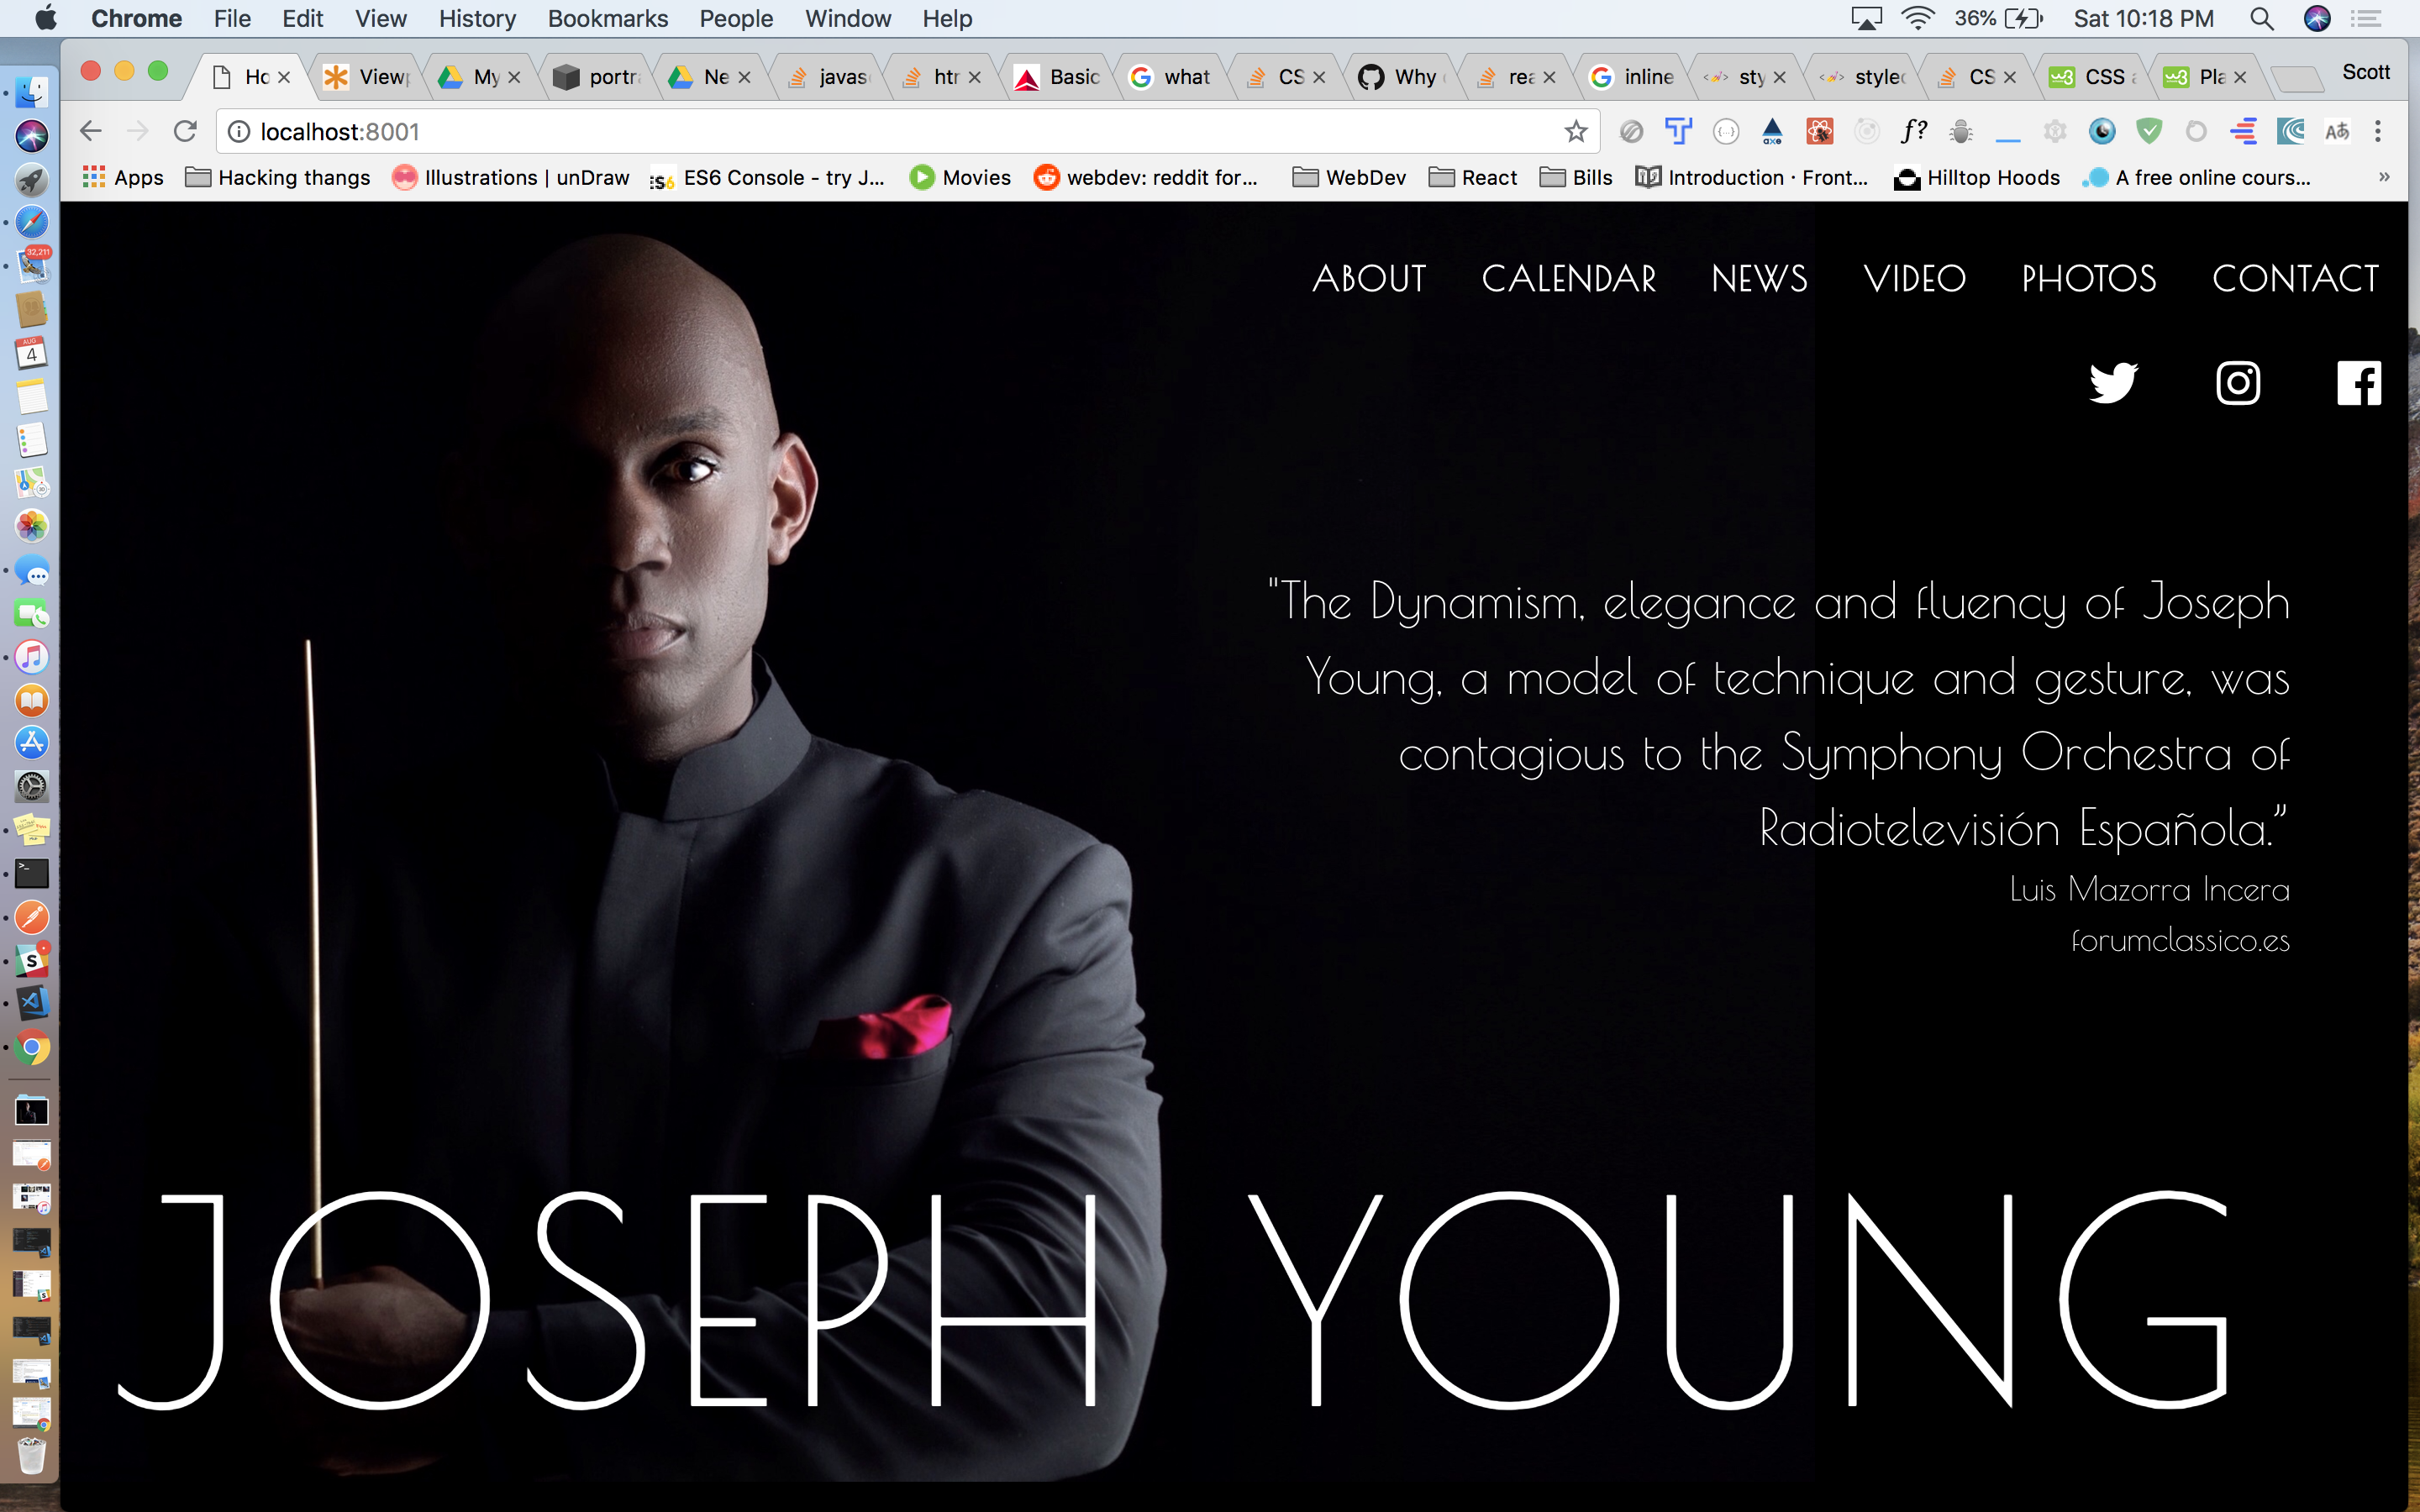 Chrome File Edit View History Bookmarks People Window Help 36% Sat 10:18 PM
Ho View My portr Ne javas htr Basic what CS Why rea inline sty style CS CSS Pla Scott
localhost:8001
Apps Hacking thangs Illustrations | unDraw ES6 Console - try J... Movies webdev: reddit for... WebDev React Bills Introduction · Front... Hilltop Hoods A free online cours... »
ABOUT CALENDAR NEWS VIDEO PHOTOS CONTACT
"The Dynamism, elegance and fluency of Joseph
Young, a model of technique and gesture, was
contagious to the Symphony Orchestra of
Radiotelevisión Española.”
Luis Mazorra Incera
forumclassico.es
JOSEPH YOUNG
32,211
AUG
4